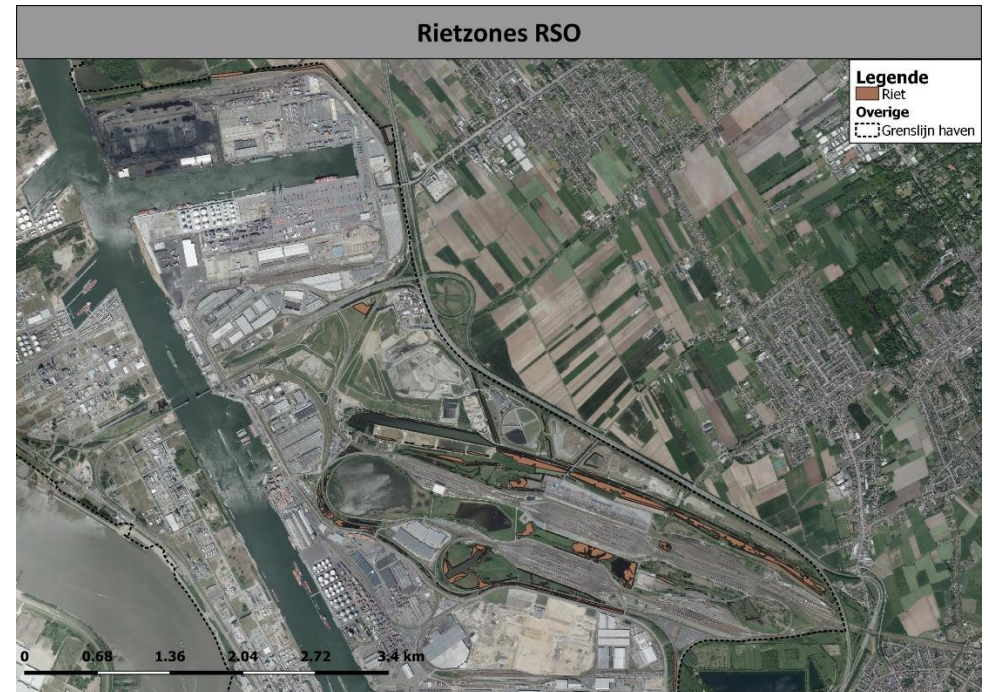 Rietzones RSO
Legende
Riet
Overige
Grenslijn haven
0 0.68 1.36 2.04 2.72 3.4 km